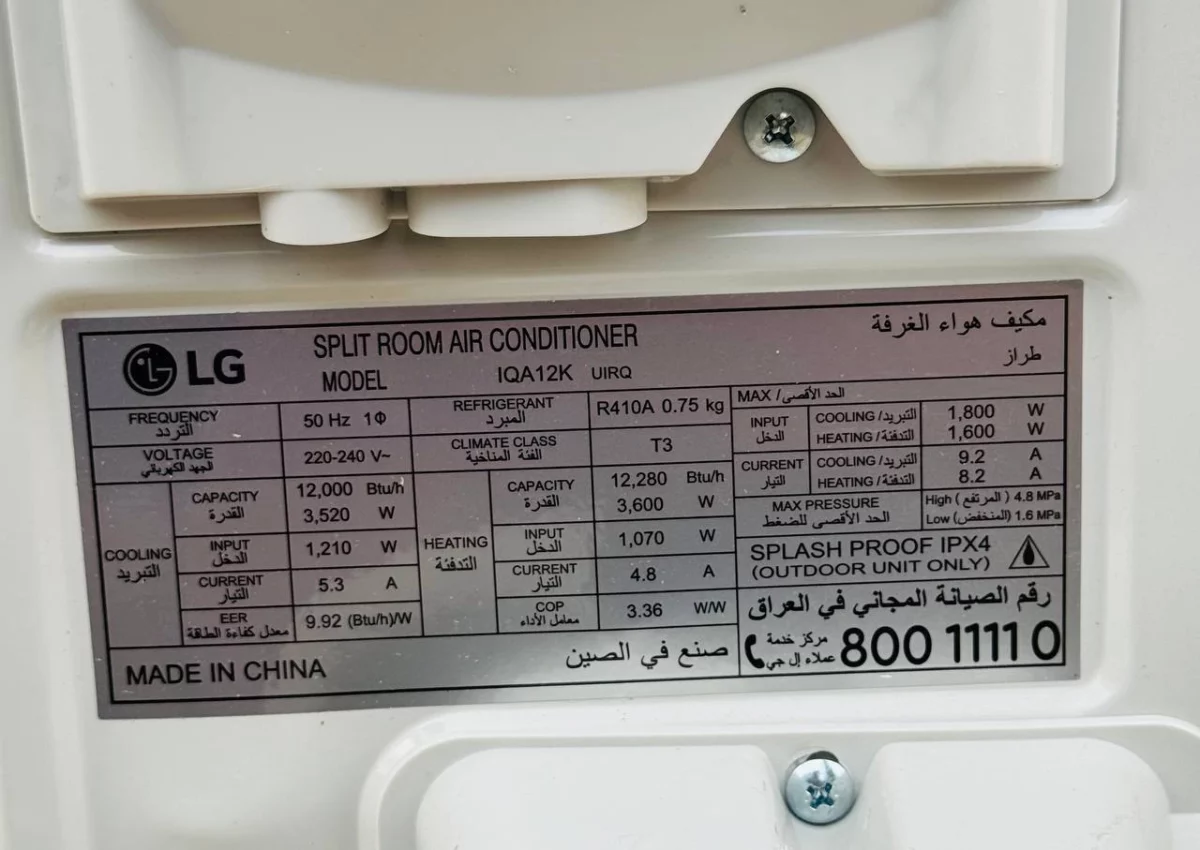 LG
SPLIT ROOM AIR CONDITIONER
مكيف هواء الغرفة
MODEL IQA12K UIRQ
طراز
FREQUENCY
التردد
50 Hz 1Φ
REFRIGERANT
المبرد
R410A 0.75 kg
VOLTAGE
الجهد الكهربائي
220-240 V~
CLIMATE CLASS
الفئة المناخية
T3
COOLING
التبريد
CAPACITY
القدرة
12,000 Btu/h
3,520 W
INPUT
الدخل
1,210 W
CURRENT
التيار
5.3 A
EER
معدل كفاءة الطاقة
9.92 (Btu/h)/W
HEATING
التدفئة
CAPACITY
القدرة
12,280 Btu/h
3,600 W
INPUT
الدخل
1,070 W
CURRENT
التيار
4.8 A
COP
معامل الأداء
3.36 W/W
MAX / الحد الأقصى
INPUT
الدخل
COOLING / التبريد 1,800 W
HEATING / التدفئة 1,600 W
CURRENT
التيار
COOLING / التبريد 9.2 A
HEATING / التدفئة 8.2 A
MAX PRESSURE
الحد الأقصى للضغط
High (المرتفع) 4.8 MPa
Low (المنخفض) 1.6 MPa
SPLASH PROOF IPX4
(OUTDOOR UNIT ONLY)
رقم الصيانة المجاني في العراق
مركز خدمة
عملاء إل جي
800 11111 0
MADE IN CHINA
صنع في الصين